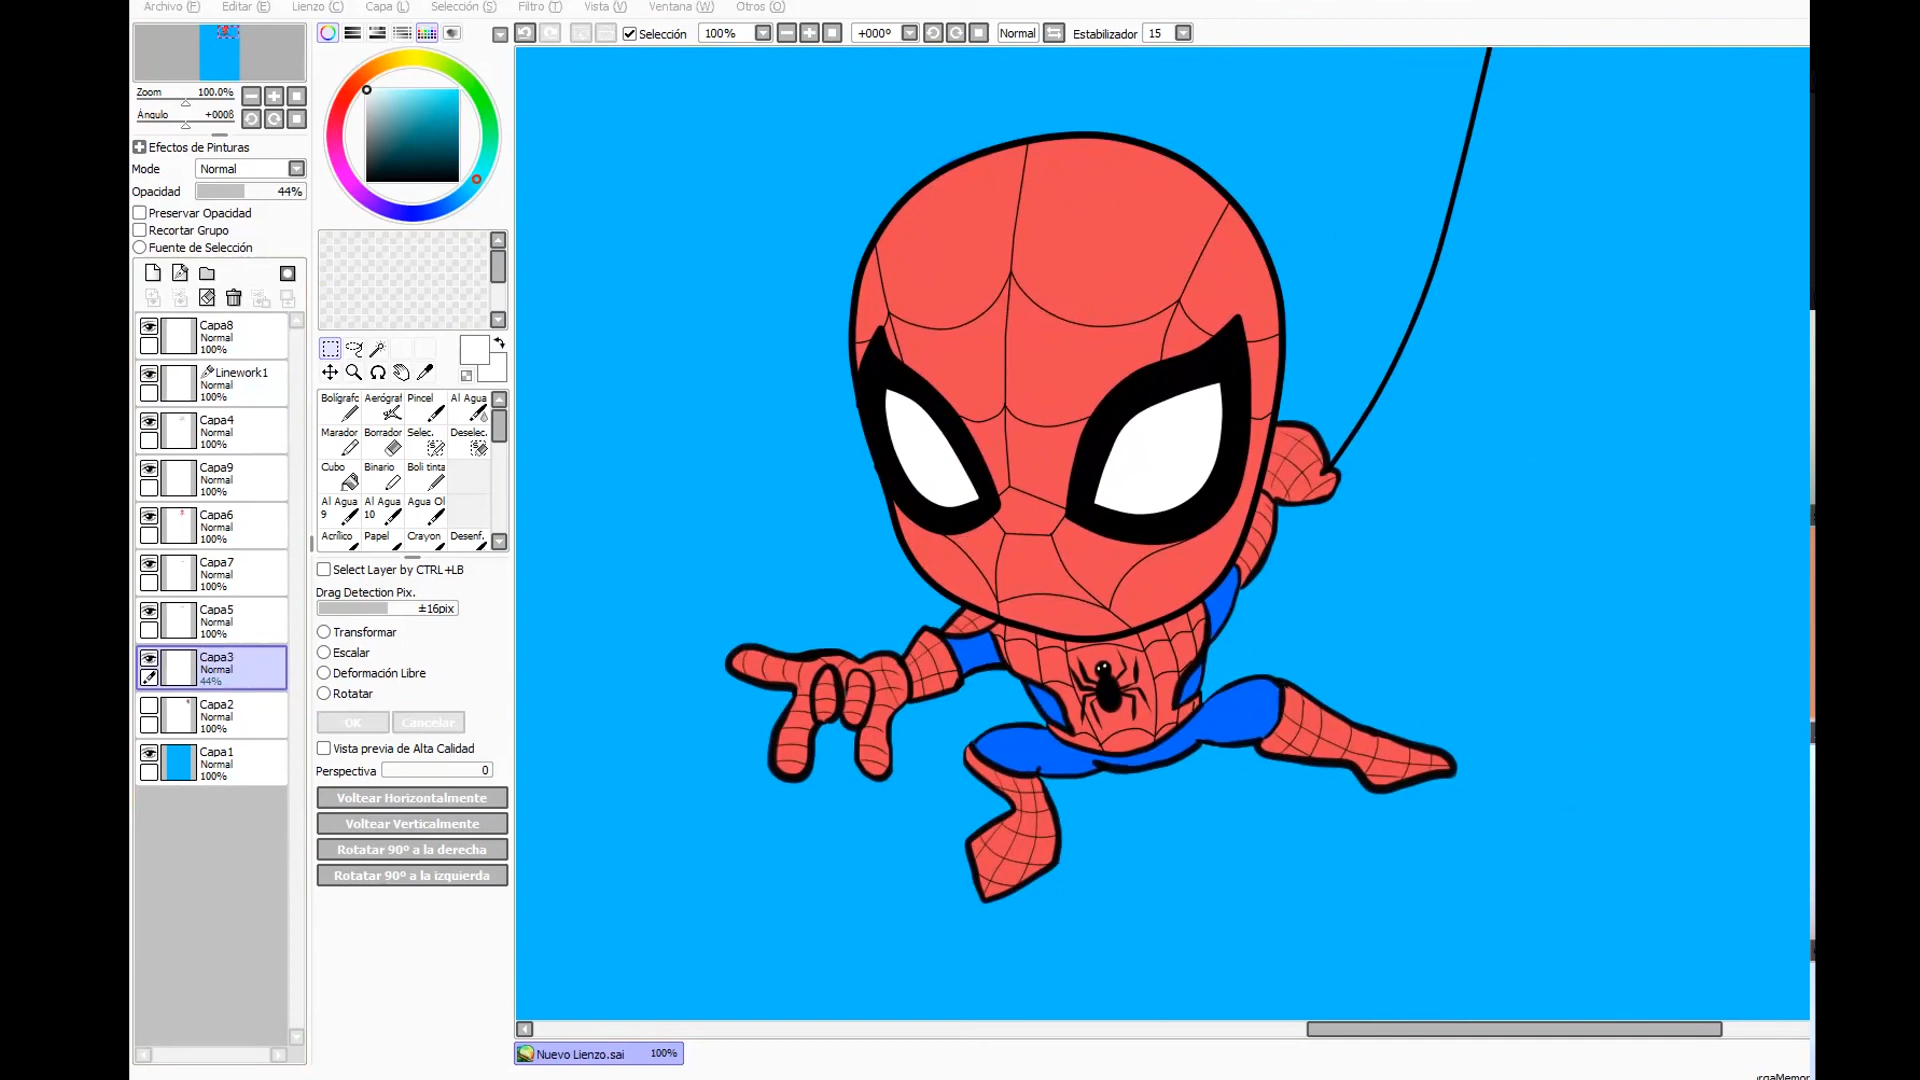 Archivo (F) Editar (E) Lienzo (C) Capa (L) Selección (S) Filtro (T) Vista (V) Ventana (W) Otros (O)
Selección 100% +000º Normal Estabilizador 15
Zoom 100.0%
Ángulo +000ß
Efectos de Pinturas
Mode Normal
Opacidad 44%
Preservar Opacidad
Recortar Grupo
Fuente de Selección
Capa8
Normal
100%
Linework1
Normal
100%
Capa4
Normal
100%
Capa9
Normal
100%
Capa6
Normal
100%
Capa7
Normal
100%
Capa5
Normal
100%
Capa3
Normal
44%
Capa2
Normal
100%
Capa1
Normal
100%
Bolígrafc Aerógraf Pincel Al Agua
Marador Borrador Selec. Deselec.
Cubo Binario Boli tinta
Al Agua 9 Al Agua 10 Agua Ol
Acrílico Papel Crayon Desenf.
Select Layer by CTRL+LB
Drag Detection Pix.
±16pix
Transformar
Escalar
Deformación Libre
Rotatar
OK Cancelar
Vista previa de Alta Calidad
Perspectiva 0
Voltear Horizontalmente
Voltear Verticalmente
Rotatar 90º a la derecha
Rotatar 90º a la izquierda
Nuevo Lienzo.sai 100%